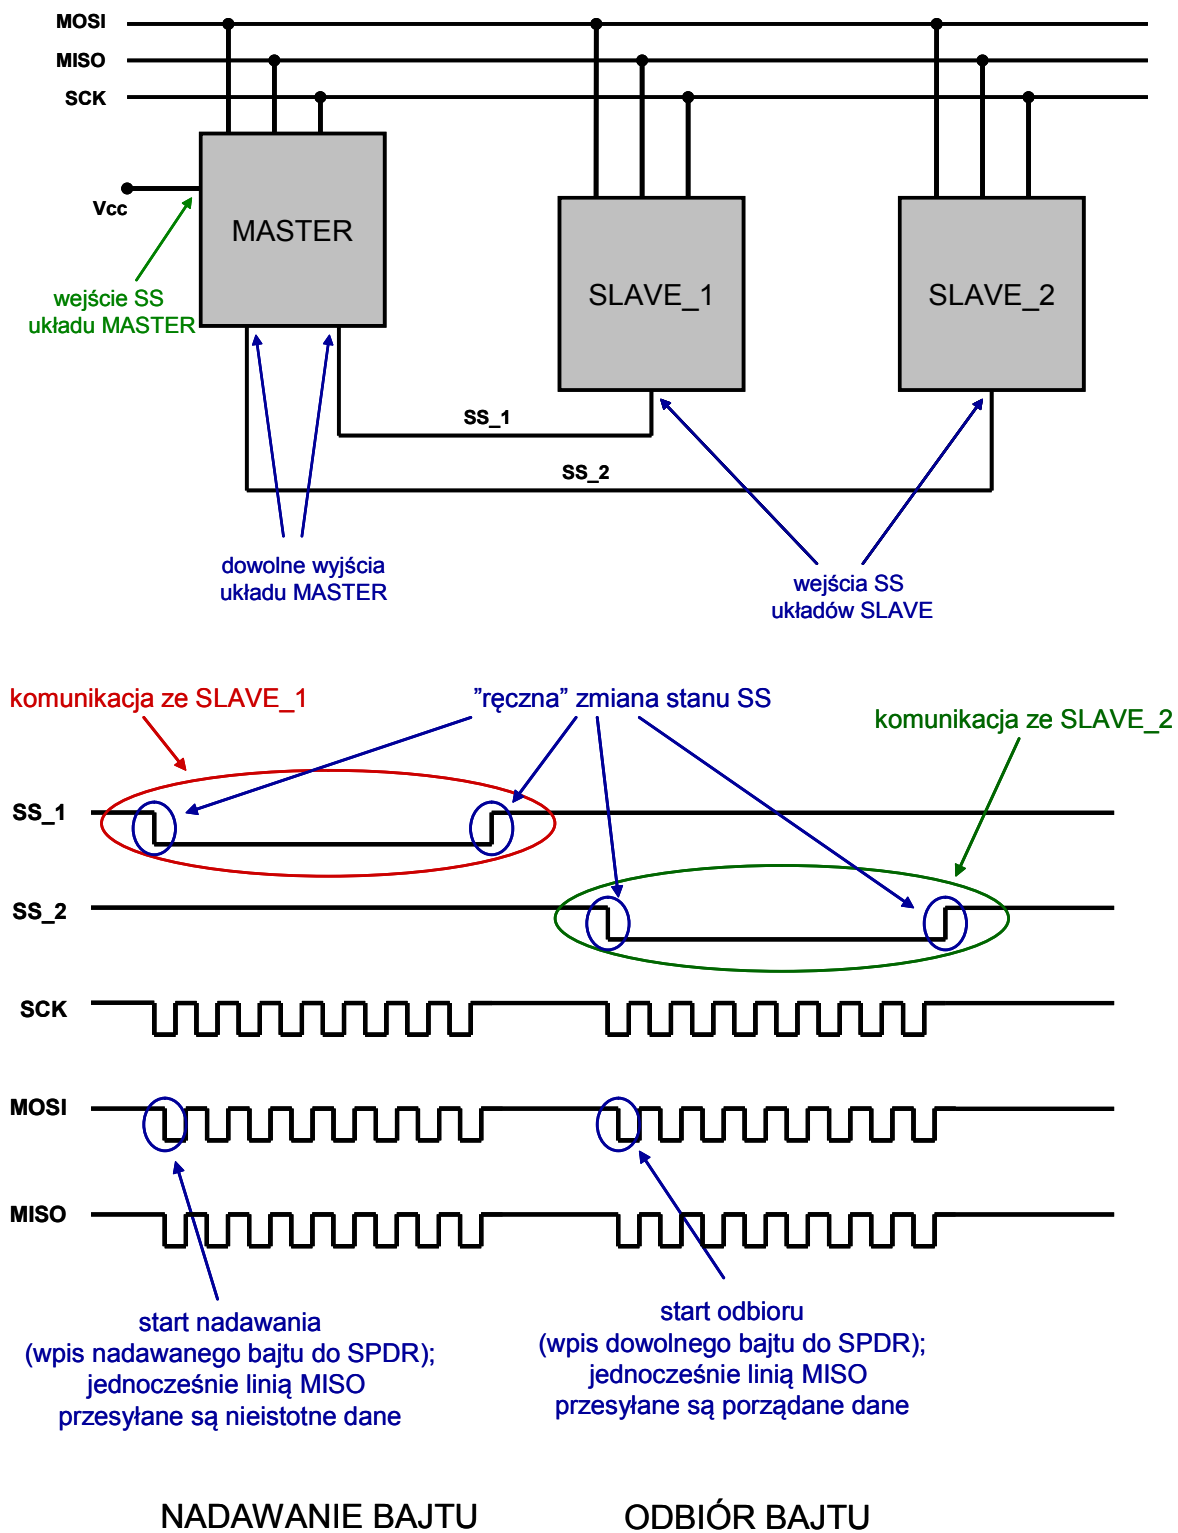 MOSI
MISO
SCK
Vcc
MASTER
SLAVE_1
SLAVE_2
wejście SS
układu MASTER
SS_1
SS_2
dowolne wyjścia
układu MASTER
wejścia SS
układów SLAVE
komunikacja ze SLAVE_1
”ręczna” zmiana stanu SS
komunikacja ze SLAVE_2
SS_1
SS_2
SCK
MOSI
MISO
start nadawania
(wpis nadawanego bajtu do SPDR);
jednocześnie linią MISO
przesyłane są nieistotne dane
start odbioru
(wpis dowolnego bajtu do SPDR);
jednocześnie linią MISO
przesyłane są porządane dane
NADAWANIE BAJTU
ODBIÓR BAJTU